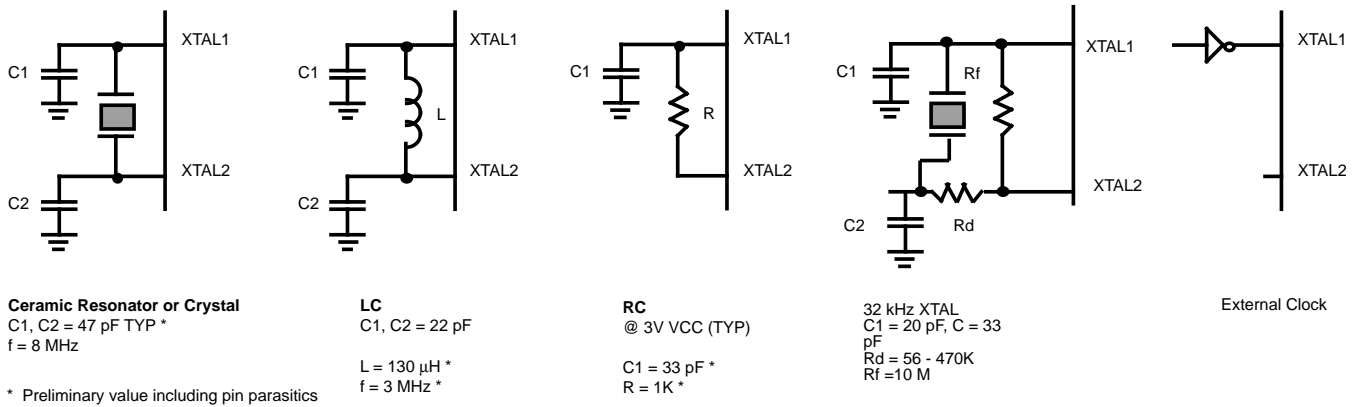 XTAL1
C1
XTAL2
C2
Ceramic Resonator or Crystal
C1, C2 = 47 pF TYP *
f = 8 MHz
* Preliminary value including pin parasitics
XTAL1
C1
L
XTAL2
C2
LC
C1, C2 = 22 pF
L = 130 μH *
f = 3 MHz *
XTAL1
C1
R
XTAL2
RC
@ 3V VCC (TYP)
C1 = 33 pF *
R = 1K *
XTAL1
C1
Rf
XTAL2
C2
Rd
32 kHz XTAL
C1 = 20 pF, C = 33
pF
Rd = 56 - 470K
Rf =10 M
XTAL1
XTAL2
External Clock